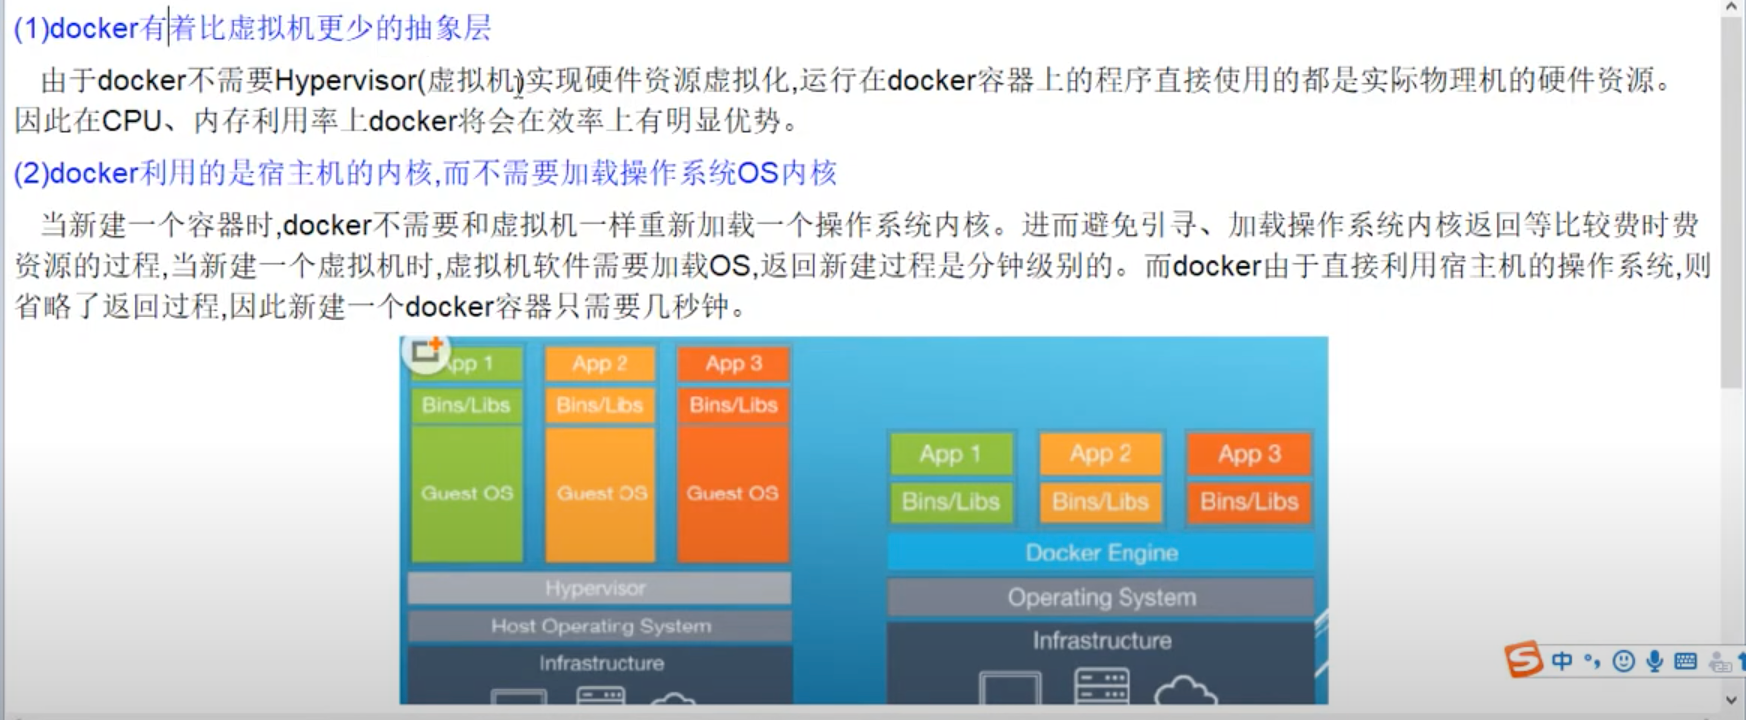 (1)docker有着比虚拟机更少的抽象层
由于docker不需要Hypervisor(虚拟机)实现硬件资源虚拟化,运行在docker容器上的程序直接使用的都是实际物理机的硬件资源。
因此在CPU、内存利用率上docker将会在效率上有明显优势。
(2)docker利用的是宿主机的内核,而不需要加载操作系统OS内核
当新建一个容器时,docker不需要和虚拟机一样重新加载一个操作系统内核。进而避免引寻、加载操作系统内核返回等比较费时费
资源的过程,当新建一个虚拟机时,虚拟机软件需要加载OS,返回新建过程是分钟级别的。而docker由于直接利用宿主机的操作系统,则
省略了返回过程,因此新建一个docker容器只需要几秒钟。
App 1 App 2 App 3
Bins/Libs Bins/Libs Bins/Libs
Guest OS Guest OS Guest OS
Hypervisor
Host Operating System
Infrastructure
App 1 App 2 App 3
Bins/Libs Bins/Libs Bins/Libs
Docker Engine
Operating System
Infrastructure
S 中